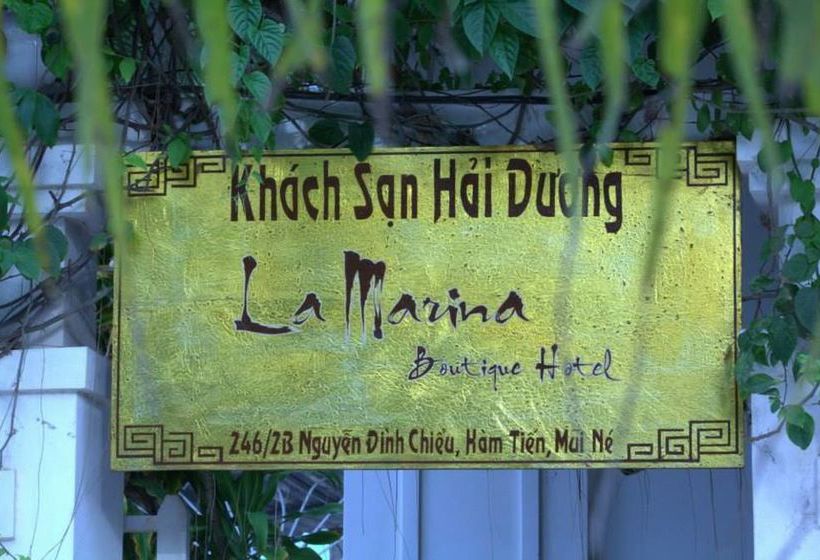 Khách Sạn Hải Dương
La Marina
Boutique Hotel
246/2B Nguyễn Đình Chiểu, Hàm Tiến, Mũi Né